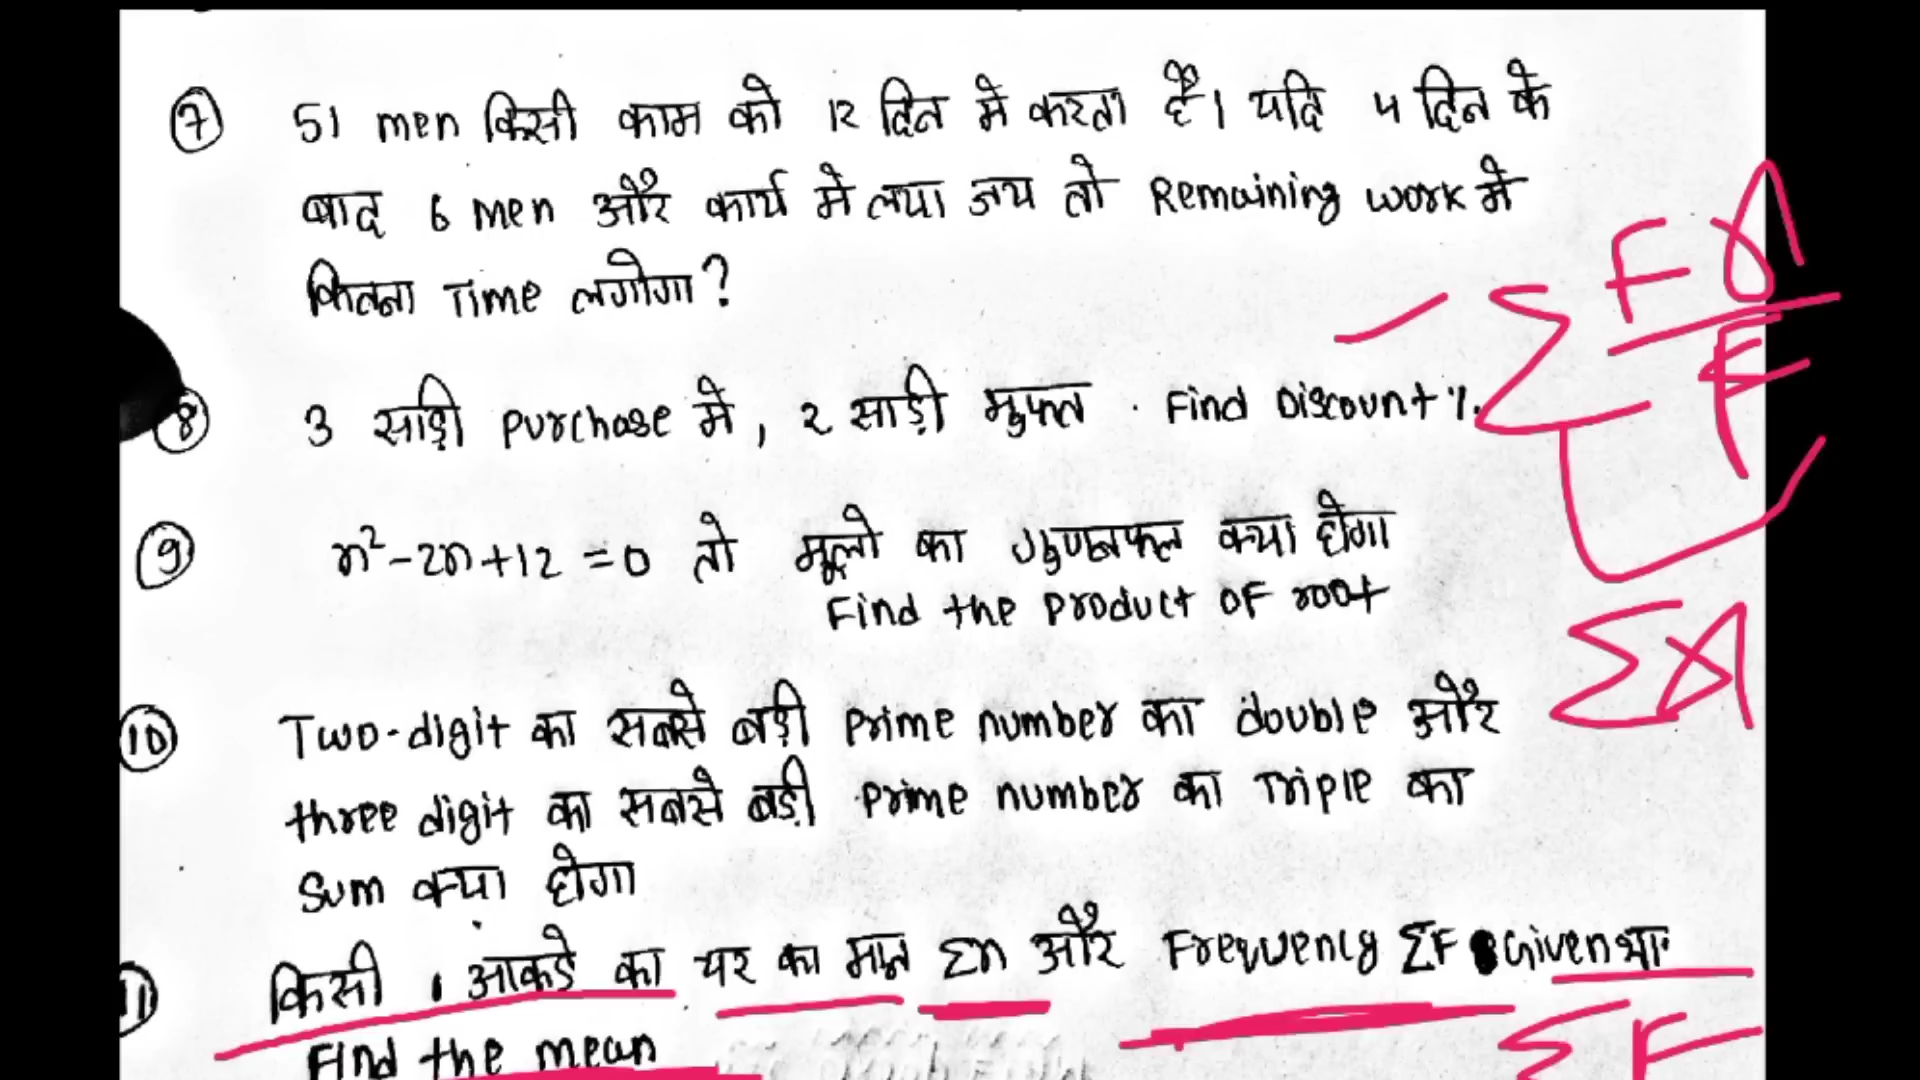 7 51 men किसी काम को 12 दिन मे करता है। यदि 4 दिन के
बाद 6 men और कार्य मे लया जय तो Remaining work मे
कितना Time लगेगा?
8 3 साड़ी purchase मे, 2 साड़ी मुफ्त. Find Discount %.
9 x²-2x+12=0 तो मूलो का गुणनफल क्या होगा
Find the product of root
10 Two-digit का सबसे बड़ी prime number का double और
three digit का सबसे बड़ी prime number का Triple का
sum क्या होगा
11 किसी आकडे का चर का मान Σx और Frequency ΣF Given था.
Find the mean
Σ Fx
F
Σx
ΣF